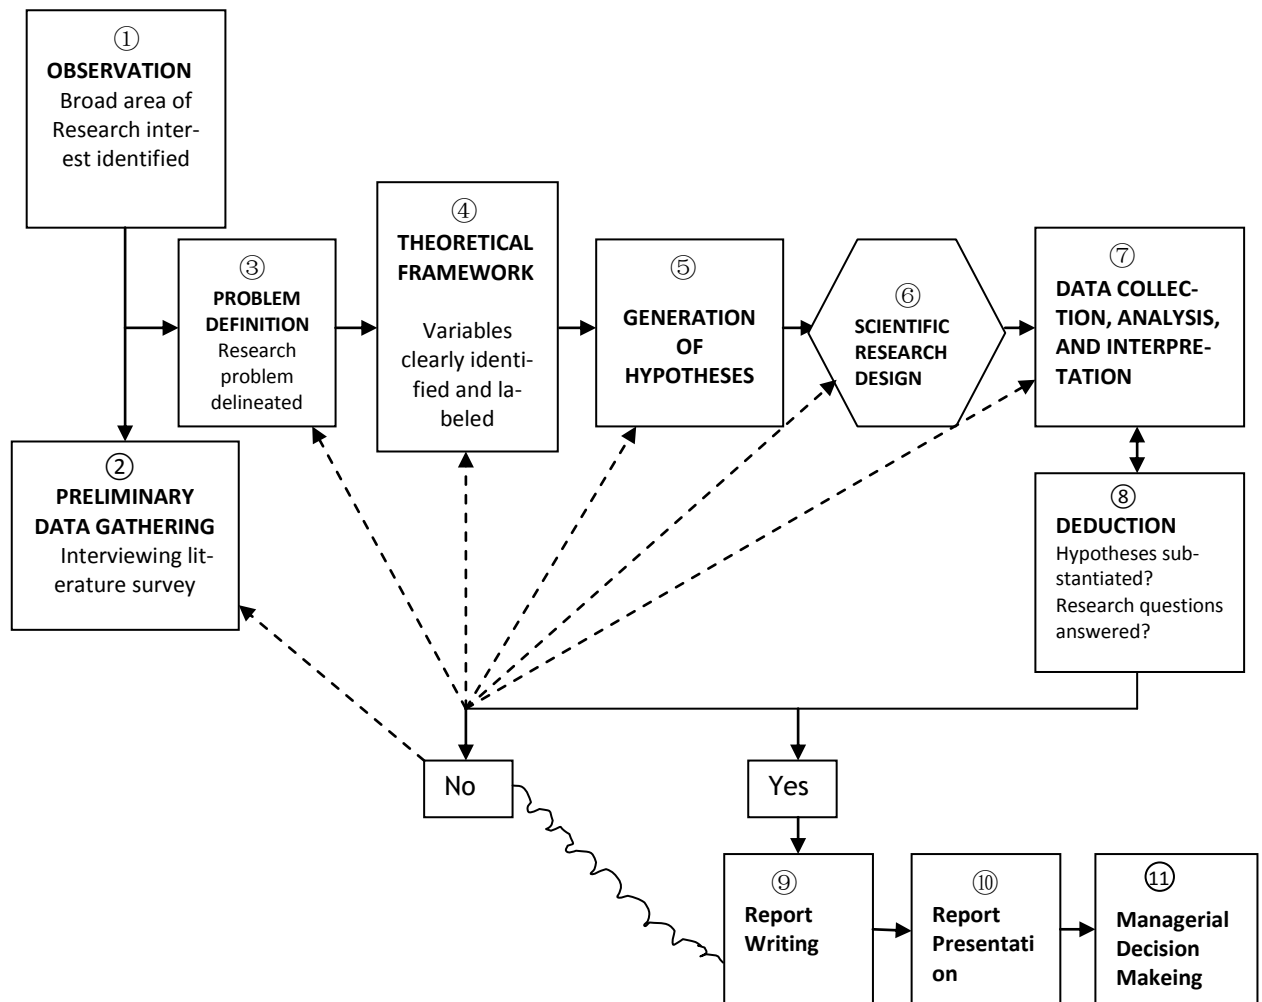 ①
OBSERVATION
Broad area of
Research inter-
est identified
②
PRELIMINARY
DATA GATHERING
Interviewing lit-
erature survey
③
PROBLEM
DEFINITION
Research
problem
delineated
④
THEORETICAL
FRAMEWORK
Variables
clearly identi-
fied and la-
beled
⑤
GENERATION
OF
HYPOTHESES
⑥
SCIENTIFIC
RESEARCH
DESIGN
⑦
DATA COLLEC-
TION, ANALYSIS,
AND INTERPRE-
TATION
⑧
DEDUCTION
Hypotheses sub-
stantiated?
Research questions
answered?
No
Yes
⑨
Report
Writing
⑩
Report
Presentati
on
⑪
Managerial
Decision
Makeing